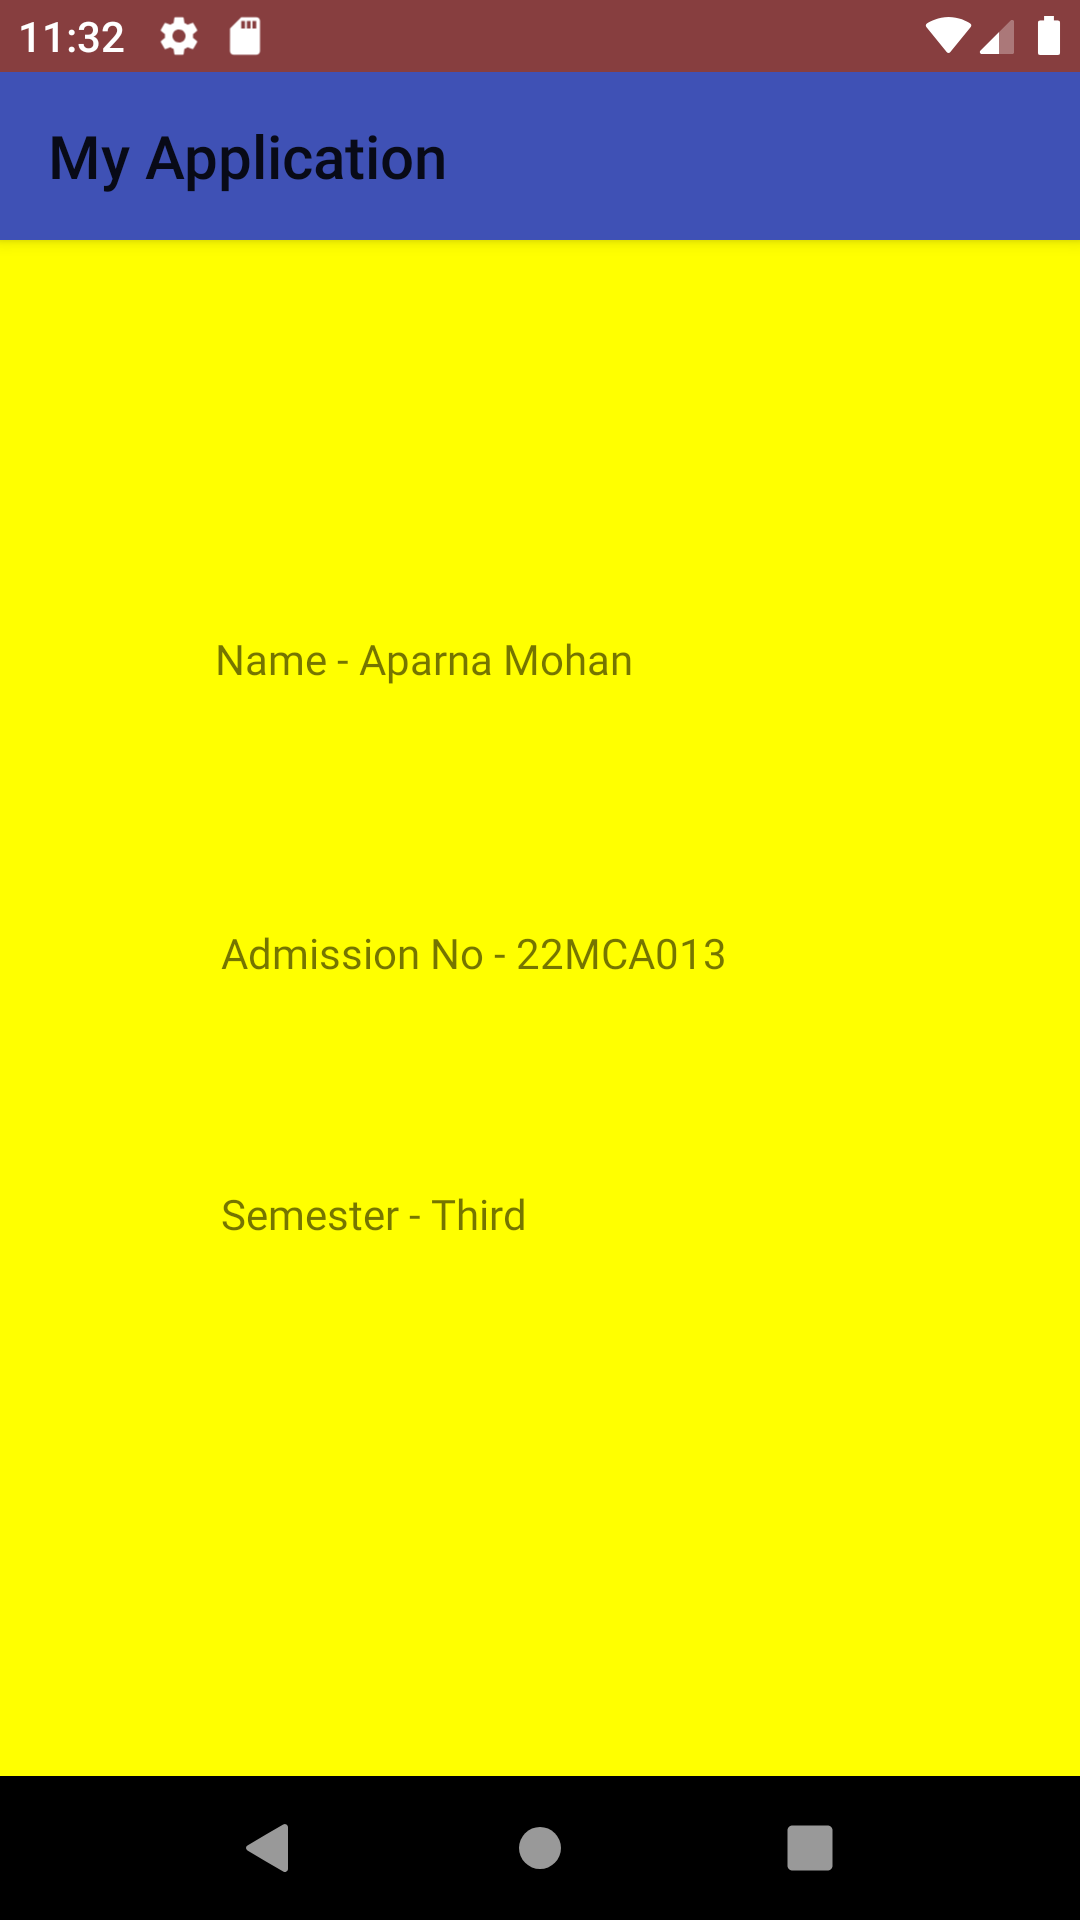 11:32
My Application
Name - Aparna Mohan
Admission No - 22MCA013
Semester - Third